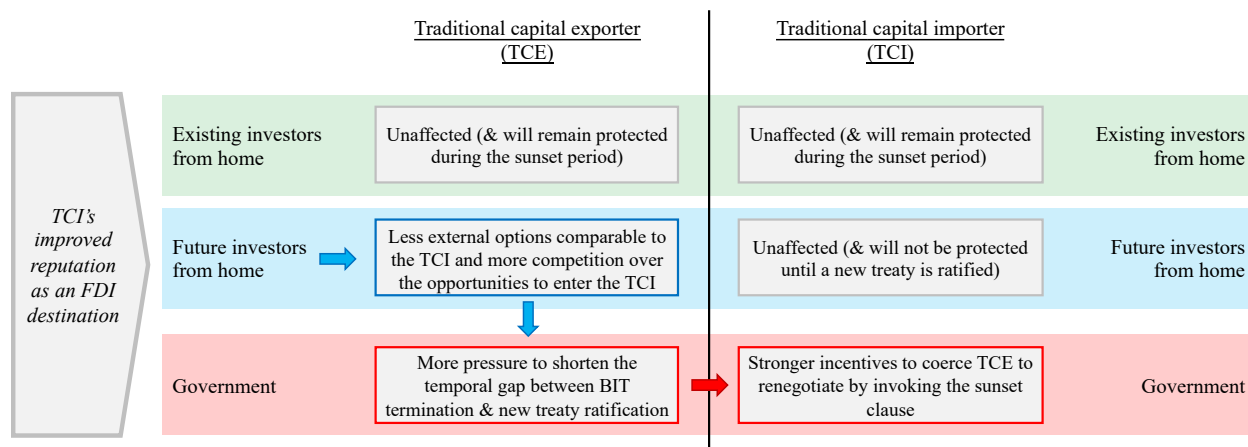 Traditional capital exporter
(TCE)
Traditional capital importer
(TCI)
TCI's
improved
reputation
as an FDI
destination
Existing investors
from home
Unaffected (& will remain protected
during the sunset period)
Unaffected (& will remain protected
during the sunset period)
Existing investors
from home
Future investors
from home
Less external options comparable to
the TCI and more competition over
the opportunities to enter the TCI
Unaffected (& will not be protected
until a new treaty is ratified)
Future investors
from home
Government
More pressure to shorten the
temporal gap between BIT
termination & new treaty ratification
Stronger incentives to coerce TCE to
renegotiate by invoking the sunset
clause
Government